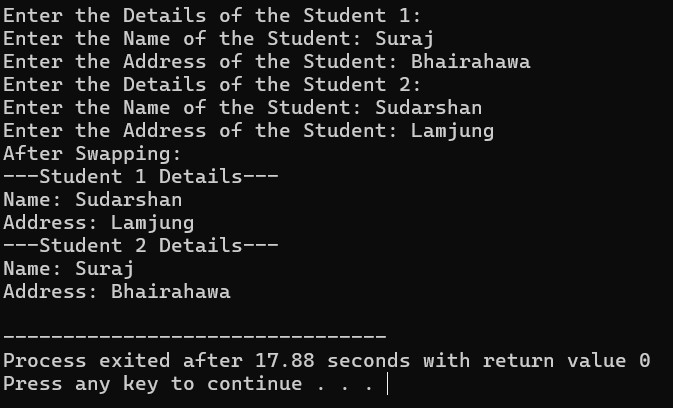 Enter the Details of the Student 1:
Enter the Name of the Student: Suraj
Enter the Address of the Student: Bhairahawa
Enter the Details of the Student 2:
Enter the Name of the Student: Sudarshan
Enter the Address of the Student: Lamjung
After Swapping:
---Student 1 Details---
Name: Sudarshan
Address: Lamjung
---Student 2 Details---
Name: Suraj
Address: Bhairahawa
--------------------------------
Process exited after 17.88 seconds with return value 0
Press any key to continue . . .